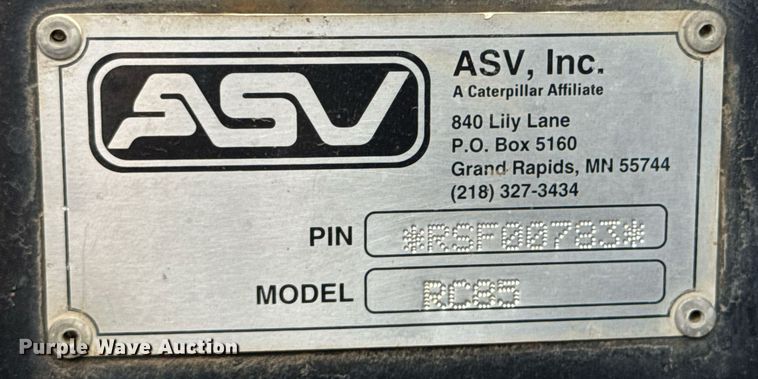 ASV
ASV, Inc.
A Caterpillar Affiliate
840 Lily Lane
P.O. Box 5160
Grand Rapids, MN 55744
(218) 327-3434
PIN *RSF00783*
MODEL RC85
Purple Wave Auction